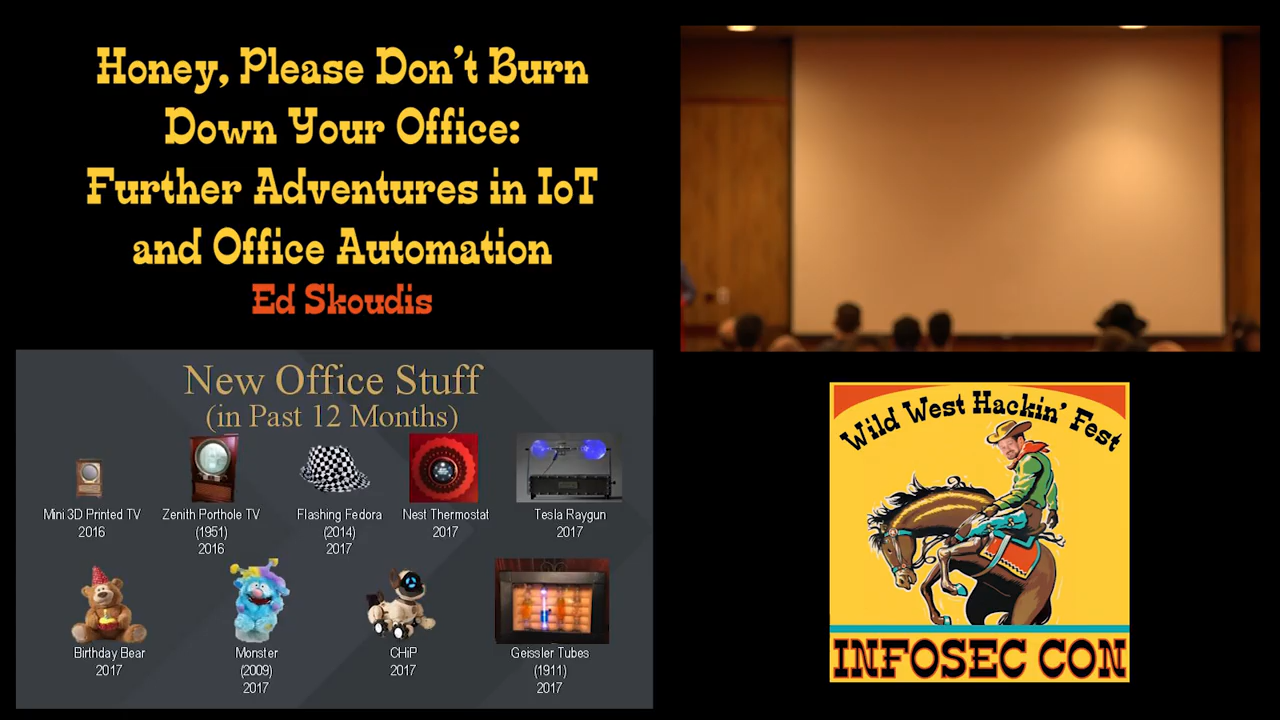 Honey, Please Don't Burn
Down Your Office:
Further Adventures in IoT
and Office Automation
Ed Skoudis
New Office Stuff
(in Past 12 Months)
Mini 3D Printed TV
2016
Zenith Porthole TV
(1951)
2016
Flashing Fedora
(2014)
2017
Nest Thermostat
2017
Tesla Raygun
2017
Birthday Bear
2017
Monster
(2009)
2017
CHiP
2017
Geissler Tubes
(1911)
2017
Wild West Hackin' Fest
INFOSEC CON